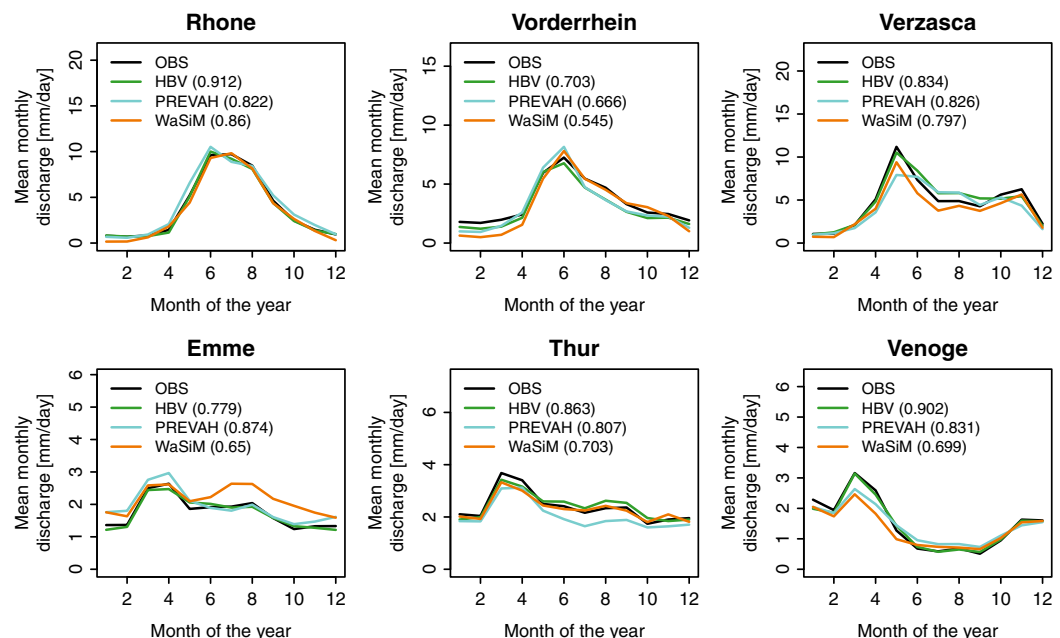 Rhone
Mean monthly
discharge [mm/day]
20
15
10
5
0
OBS
HBV (0.912)
PREVAH (0.822)
WaSiM (0.86)
2 4 6 8 10 12
Month of the year
Vorderrhein
Mean monthly
discharge [mm/day]
15
10
5
0
OBS
HBV (0.703)
PREVAH (0.666)
WaSiM (0.545)
2 4 6 8 10 12
Month of the year
Verzasca
Mean monthly
discharge [mm/day]
20
15
10
5
0
OBS
HBV (0.834)
PREVAH (0.826)
WaSiM (0.797)
2 4 6 8 10 12
Month of the year
Emme
Mean monthly
discharge [mm/day]
6
5
4
3
2
1
0
OBS
HBV (0.779)
PREVAH (0.874)
WaSiM (0.65)
2 4 6 8 10 12
Month of the year
Thur
Mean monthly
discharge [mm/day]
6
4
2
0
OBS
HBV (0.863)
PREVAH (0.807)
WaSiM (0.703)
2 4 6 8 10 12
Month of the year
Venoge
Mean monthly
discharge [mm/day]
6
5
4
3
2
1
0
OBS
HBV (0.902)
PREVAH (0.831)
WaSiM (0.699)
2 4 6 8 10 12
Month of the year